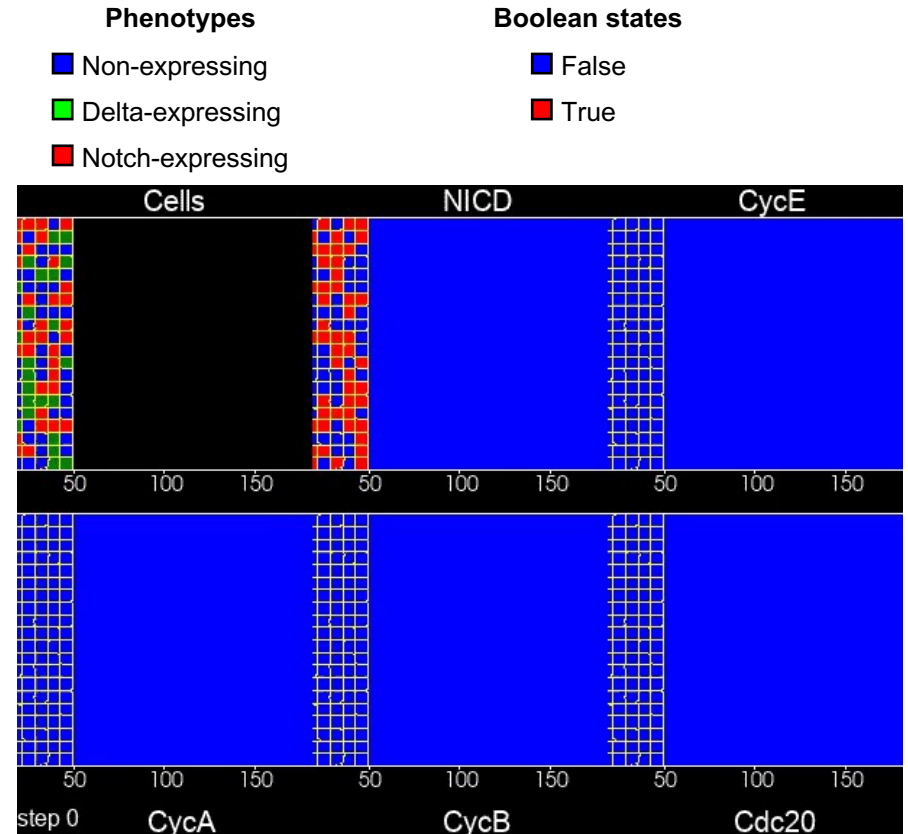 Phenotypes
Non-expressing
Delta-expressing
Notch-expressing
Boolean states
False
True
Cells NICD CycE
50 100 150 50 100 150 50 100 150
50 100 150 50 100 150 50 100 150
step 0 CycA CycB Cdc20